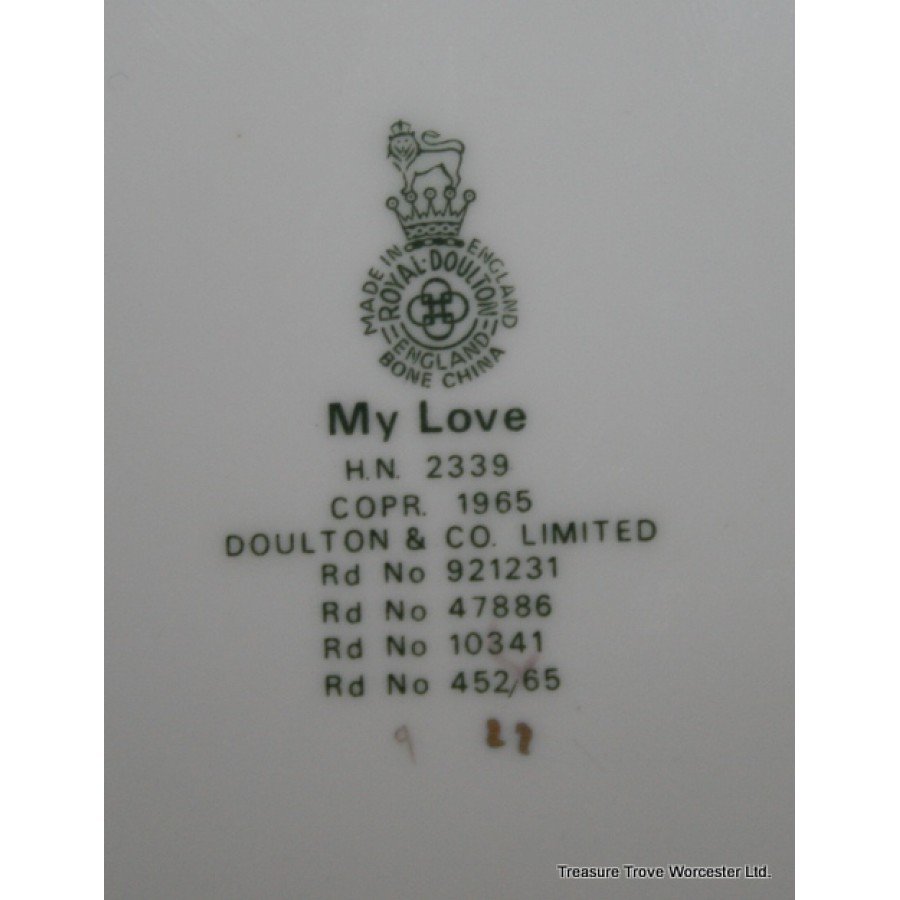 MADE IN ENGLAND
ROYAL·DOULTON
ENGLAND
BONE CHINA
My Love
H.N. 2339
COPR. 1965
DOULTON & CO. LIMITED
Rd No 921231
Rd No 47886
Rd No 10341
Rd No 452/65
9
Treasure Trove Worcester Ltd.